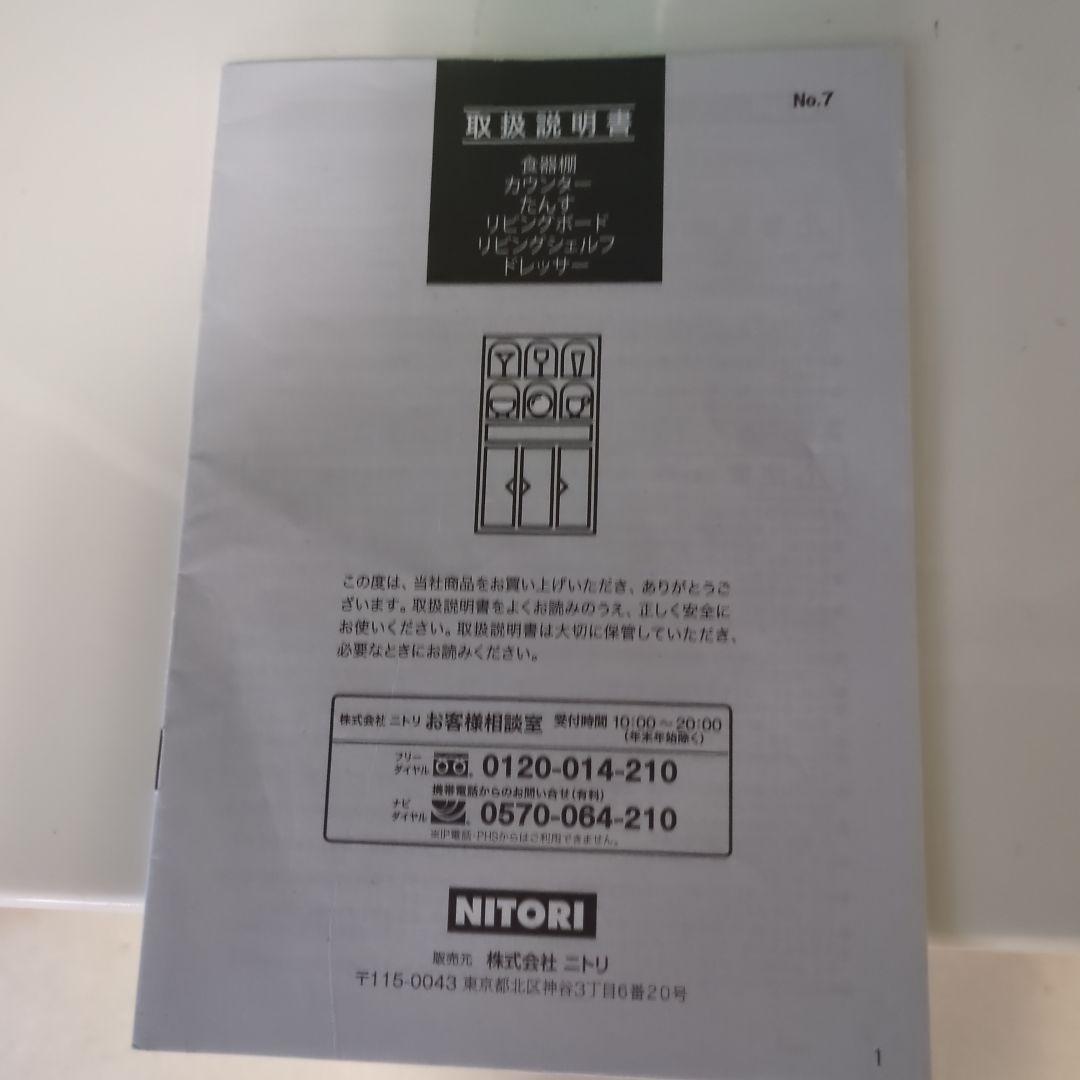 No.7
取扱説明書
食器棚
カウンター
たんす
リビングボード
リビングシェルフ
ドレッサー
この度は、当社商品をお買い上げいただき、ありがとうご
ざいます。取扱説明書をよくお読みのうえ、正しく安全に
お使いください。取扱説明書は大切に保管していただき、
必要なときにお読みください。
株式会社 ニトリ お客様相談室 受付時間 10:00～20:00
(年末年始除く)
フリー
ダイヤル 0120-014-210
携帯電話からのお問い合せ(有料)
ナビ
ダイヤル 0570-064-210
※IP電話・PHSからはご利用できません。
NITORI
販売元 株式会社 ニトリ
〒115-0043 東京都北区神谷3丁目6番20号
1